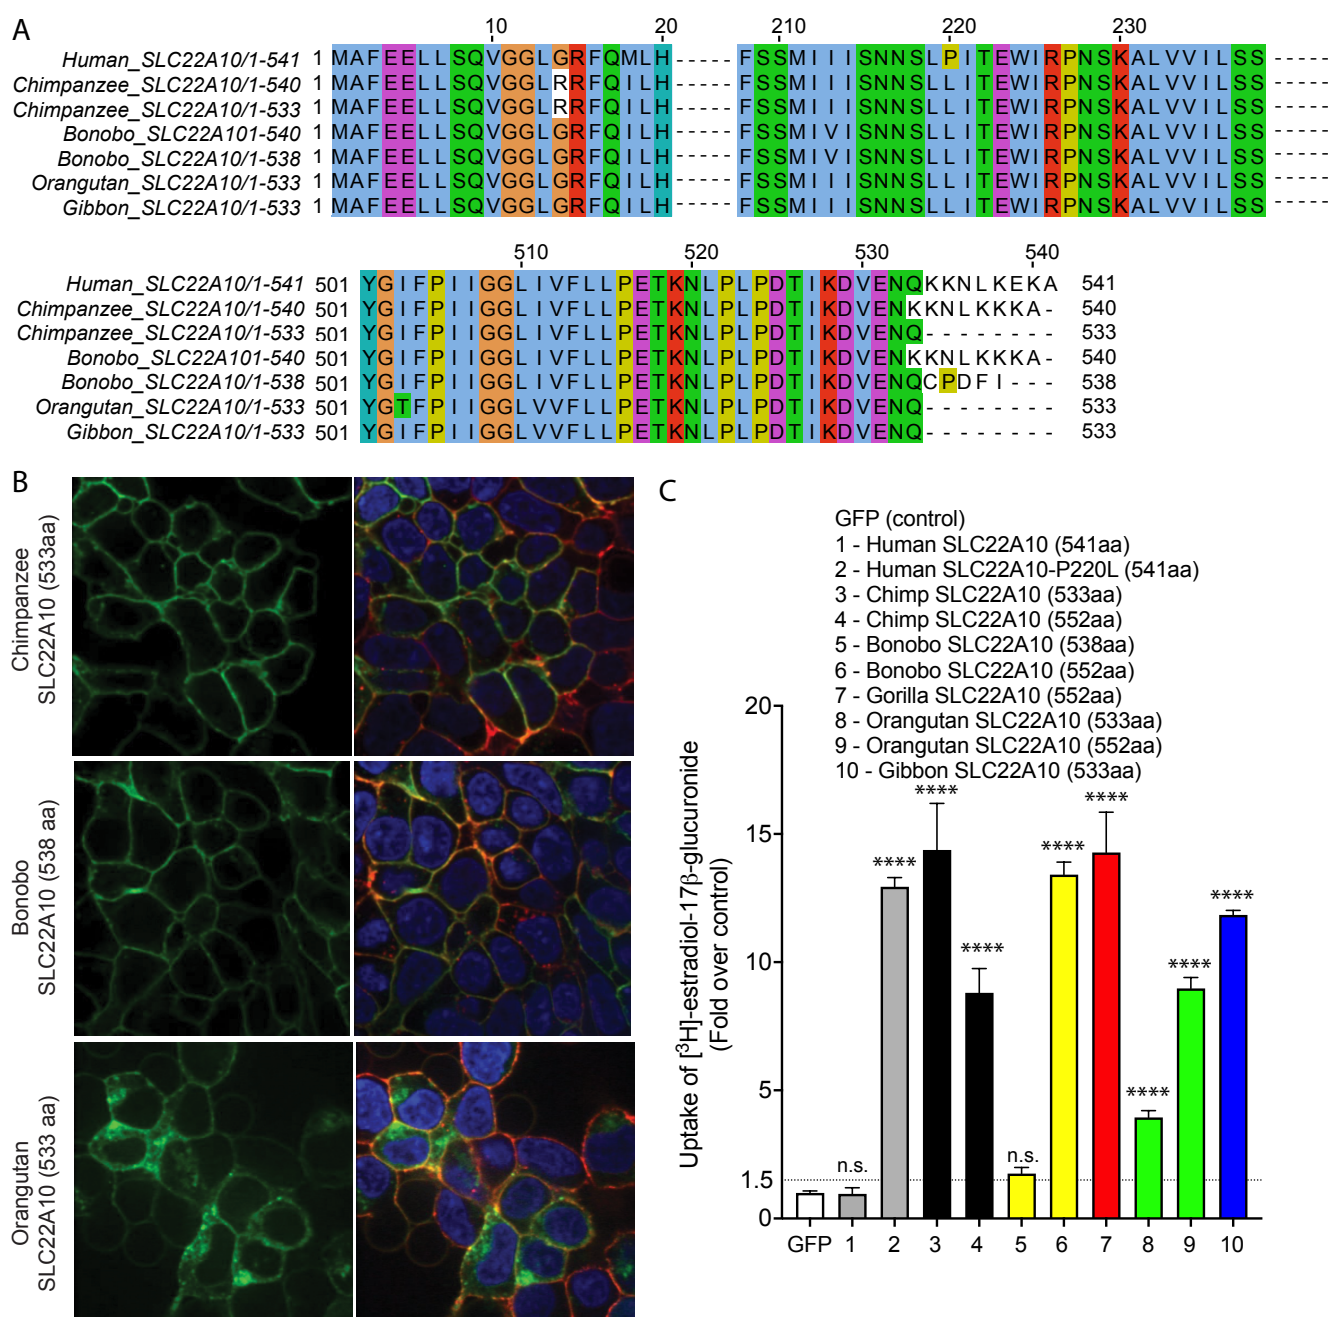 A
10 20 210 220 230
Human_SLC22A10/1-541 1 MAFEELLSQVGGLGRFQMLH ----- FSSMIIISNNSLPITEWIRPNSKALVVILSS -----
Chimpanzee_SLC22A10/1-540 1 MAFEELLSQVGGLRRFQILH ----- FSSMIIISNNSLLITEWIRPNSKALVVILSS -----
Chimpanzee_SLC22A10/1-533 1 MAFEELLSQVGGLRRFQILH ----- FSSMIIISNNSLLITEWIRPNSKALVVILSS -----
Bonobo_SLC22A101-540 1 MAFEELLSQVGGLGRFQILH ----- FSSMIVISNNSLLITEWIRPNSKALVVILSS -----
Bonobo_SLC22A10/1-538 1 MAFEELLSQVGGLGRFQILH ----- FSSMIVISNNSLLITEWIRPNSKALVVILSS -----
Orangutan_SLC22A10/1-533 1 MAFEELLSQVGGLGRFQILH ----- FSSMIIISNNSLLITEWIRPNSKALVVILSS -----
Gibbon_SLC22A10/1-533 1 MAFEELLSQVGGLGRFQILH ----- FSSMIIISNNSLLITEWIRPNSKALVVILSS -----
510 520 530 540
Human_SLC22A10/1-541 501 YGIFPIIGGLIVFLLPETKNLPLPDTIKDVENQKKNLKEKA 541
Chimpanzee_SLC22A10/1-540 501 YGIFPIIGGLIVFLLPETKNLPLPDTIKDVENKKNLKKKA- 540
Chimpanzee_SLC22A10/1-533 501 YGIFPIIGGLIVFLLPETKNLPLPDTIKDVENQ-------- 533
Bonobo_SLC22A101-540 501 YGIFPIIGGLIVFLLPETKNLPLPDTIKDVENKKNLKKKA- 540
Bonobo_SLC22A10/1-538 501 YGIFPIIGGLIVFLLPETKNLPLPDTIKDVENQCPDFI--- 538
Orangutan_SLC22A10/1-533 501 YGTFPIIGGLVVFLLPETKNLPLPDTIKDVENQ-------- 533
Gibbon_SLC22A10/1-533 501 YGIFPIIGGLVVFLLPETKNLPLPDTIKDVENQ-------- 533
B
Chimpanzee
SLC22A10 (533aa)
Bonobo
SLC22A10 (538 aa)
Orangutan
SLC22A10 (533 aa)
C
GFP (control)
1 - Human SLC22A10 (541aa)
2 - Human SLC22A10-P220L (541aa)
3 - Chimp SLC22A10 (533aa)
4 - Chimp SLC22A10 (552aa)
5 - Bonobo SLC22A10 (538aa)
6 - Bonobo SLC22A10 (552aa)
7 - Gorilla SLC22A10 (552aa)
8 - Orangutan SLC22A10 (533aa)
9 - Orangutan SLC22A10 (552aa)
10 - Gibbon SLC22A10 (533aa)
Uptake of [³H]-estradiol-17β-glucuronide
(Fold over control)
20
15
10
5
1.5
0
n.s. **** **** **** n.s. **** **** **** **** ****
GFP 1 2 3 4 5 6 7 8 9 10